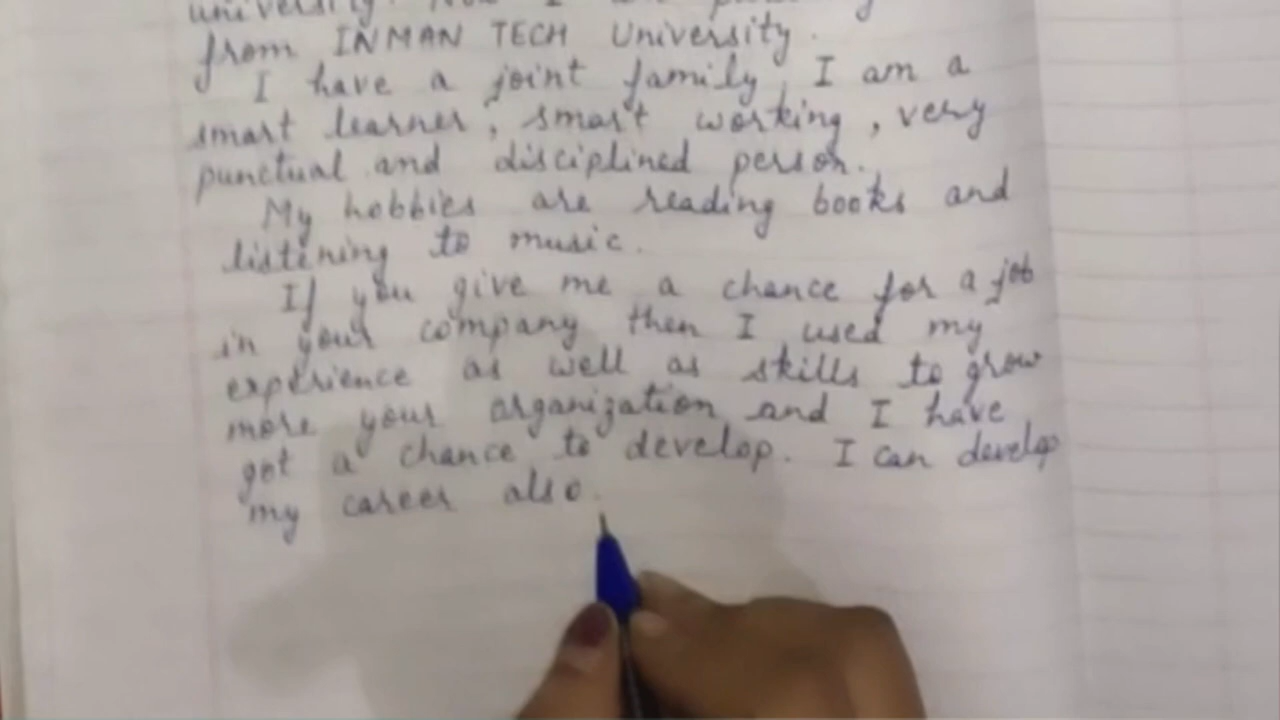 university. Now I
from INMAN TECH University.
I have a joint family I am a
smart learner, smart working, very
punctual and disciplined person.
My hobbies are reading books and
listening to music.
If you give me a chance for a job
in your company then I used my
experience as well as skills to grow
more your organization and I have
got a chance to develop. I can develop
my career also.